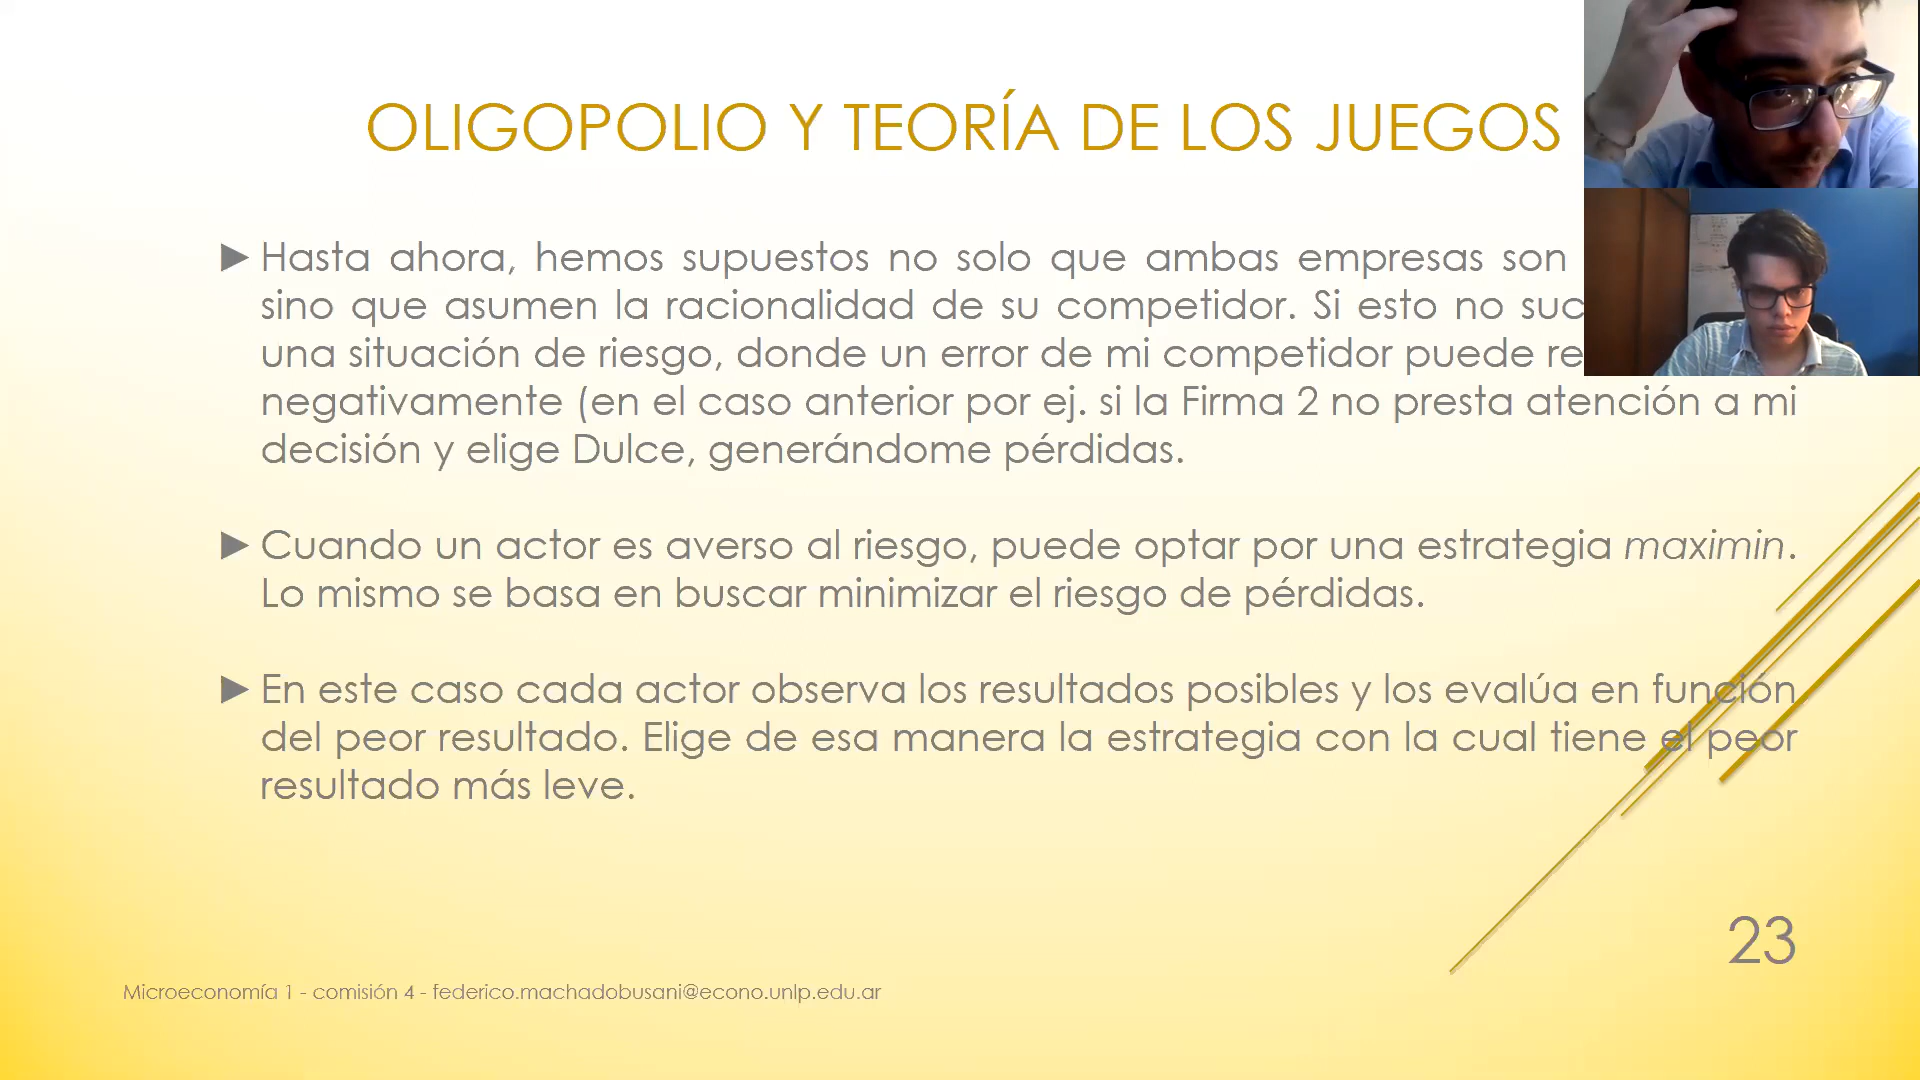 OLIGOPOLIO Y TEORÍA DE LOS JUEGOS
► Hasta ahora, hemos supuestos no solo que ambas empresas son
sino que asumen la racionalidad de su competidor. Si esto no
una situación de riesgo, donde un error de mi competidor puede
negativamente (en el caso anterior por ej. si la Firma 2 no presta atención a mi
decisión y elige Dulce, generándome pérdidas.
► Cuando un actor es averso al riesgo, puede optar por una estrategia maximin.
Lo mismo se basa en buscar minimizar el riesgo de pérdidas.
► En este caso cada actor observa los resultados posibles y los evalúa en función
del peor resultado. Elige de esa manera la estrategia con la cual tiene el peor
resultado más leve.
23
Microeconomía 1 - comisión 4 - federico.machadobusani@econo.unlp.edu.ar